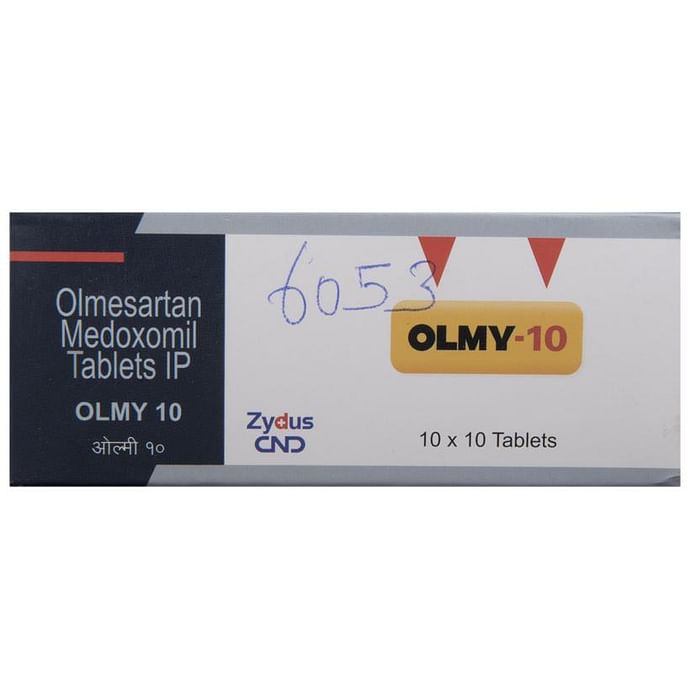 Olmesartan
Medoxomil
Tablets IP
OLMY 10
ओल्मी १०
6053
OLMY-10
Zydus
CND
10 x 10 Tablets